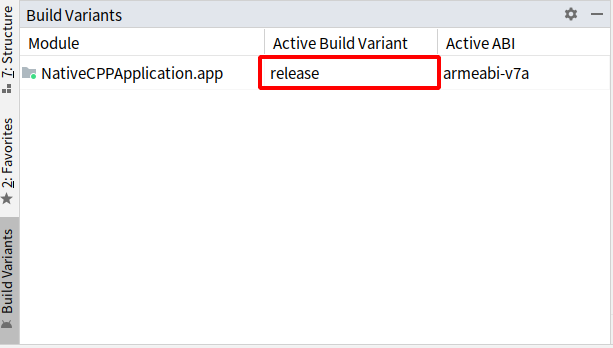 Build Variants
Module Active Build Variant Active ABI
NativeCPPApplication.app release armeabi-v7a
7: Structure
2: Favorites
Build Variants